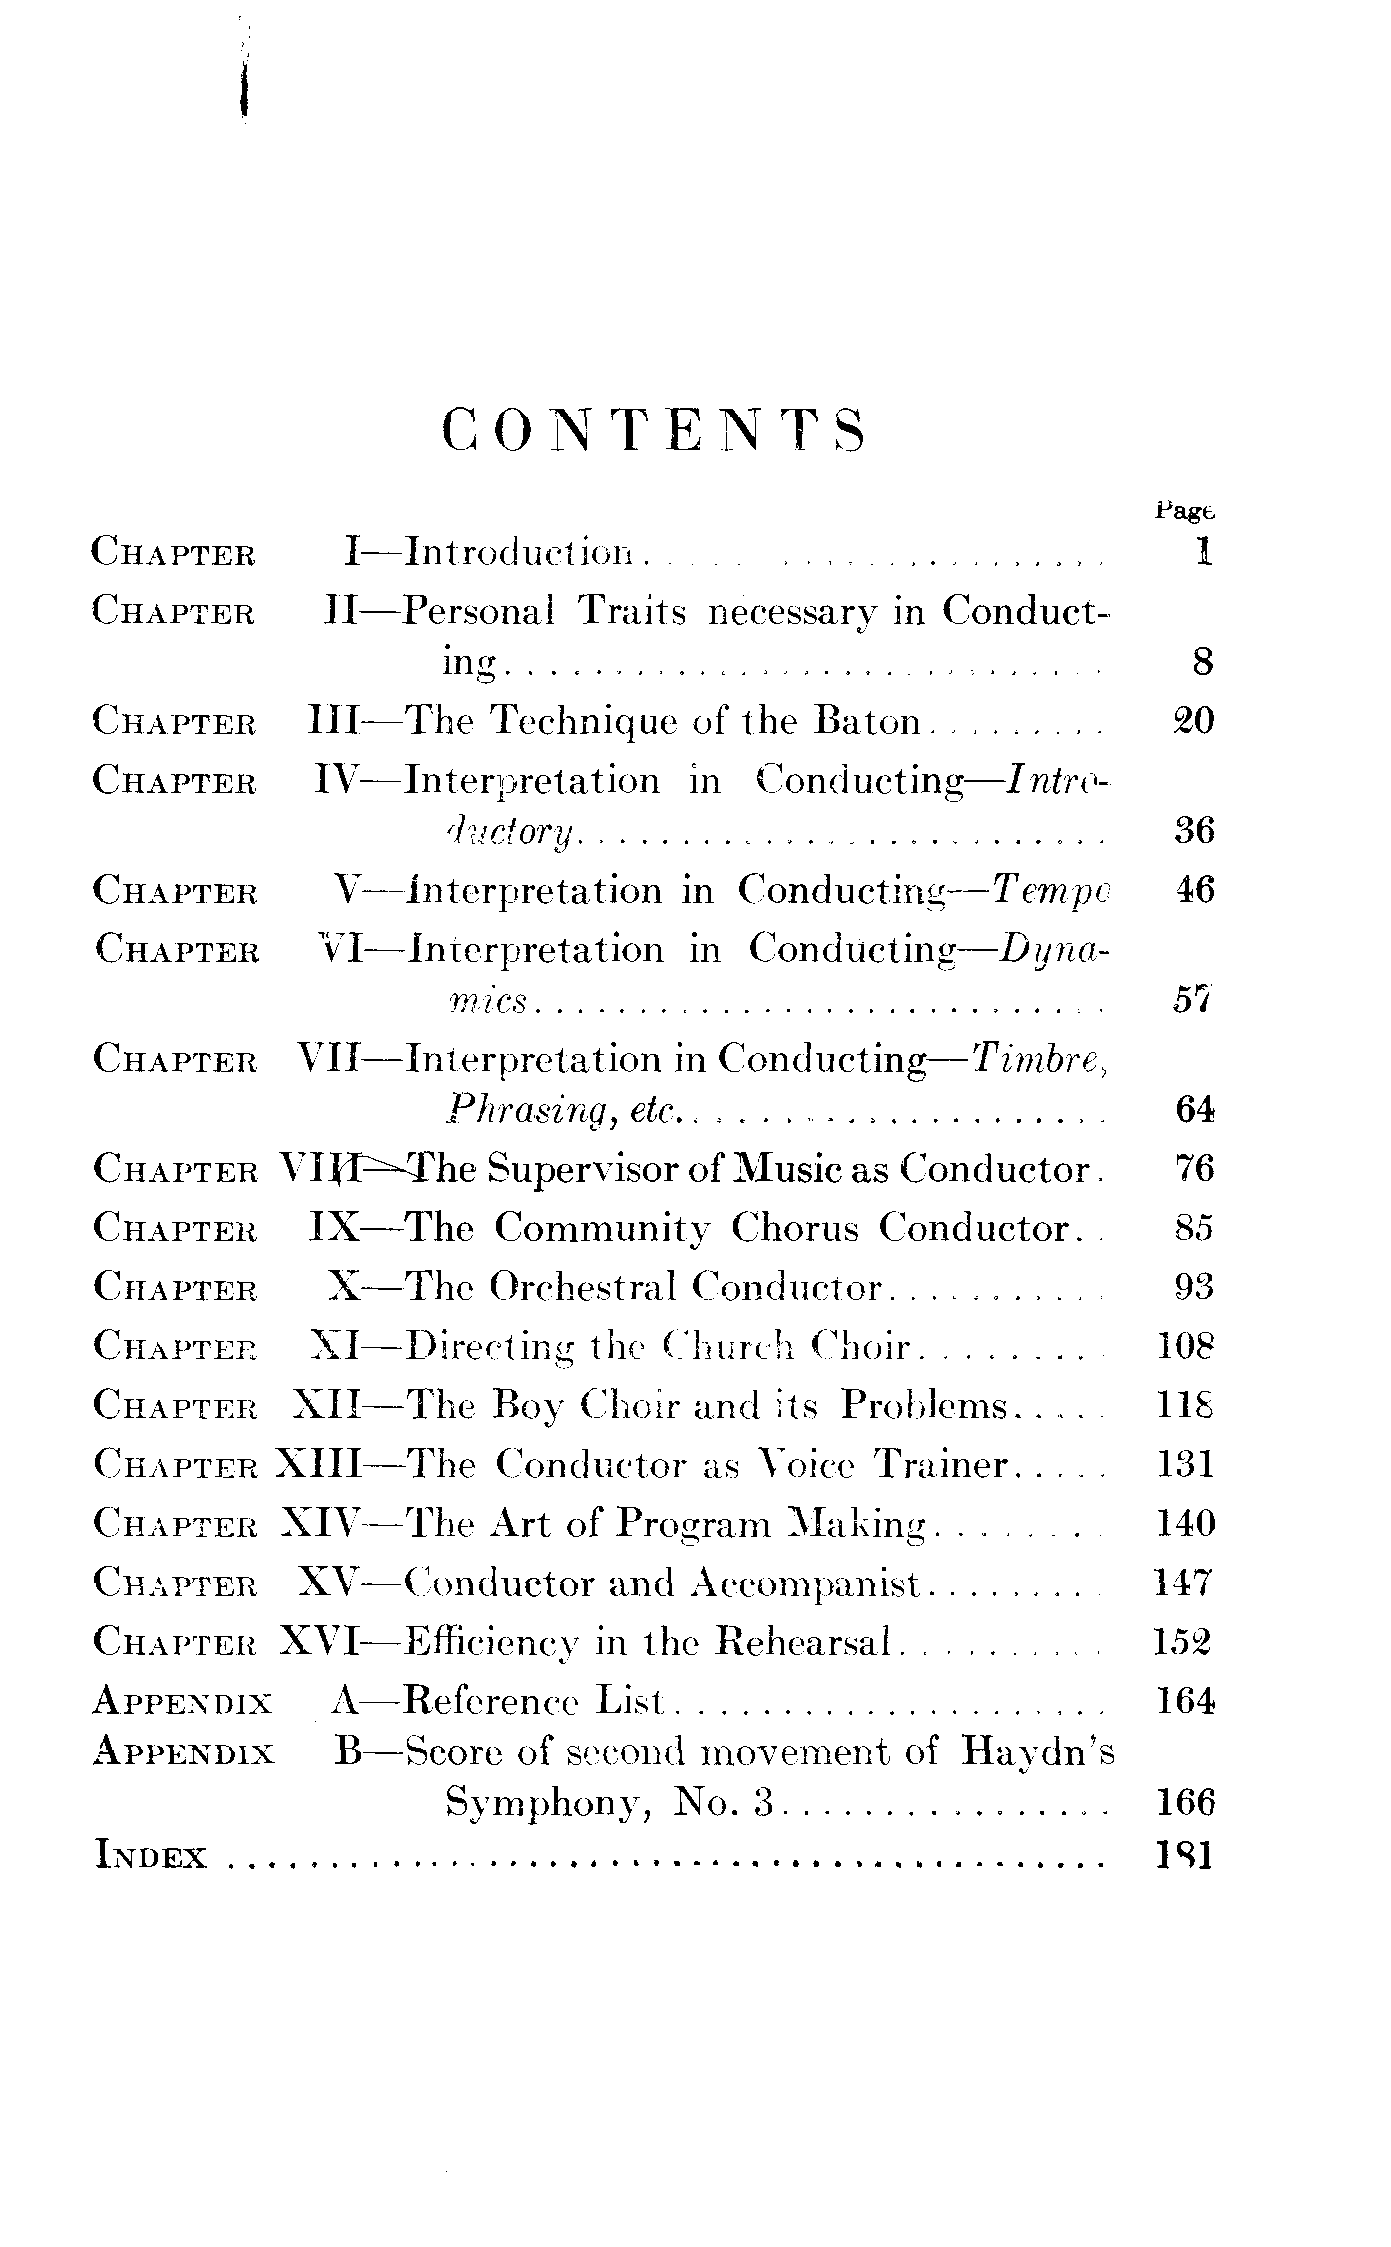 CONTENTS
Page
CHAPTER I—Introduction . . . . . . . . . . . . . . . . . . . . . 1
CHAPTER II—Personal Traits necessary in Conduct-
ing . . . . . . . . . . . . . . . . . . . . . . . . . . . . 8
CHAPTER III—The Technique of the Baton . . . . . . . . . 20
CHAPTER IV—Interpretation in Conducting—Intro-
ductory . . . . . . . . . . . . . . . . . . . . . . . . . . 36
CHAPTER V—Interpretation in Conducting—Tempo 46
CHAPTER VI—Interpretation in Conducting—Dyna-
mics . . . . . . . . . . . . . . . . . . . . . . . . . . . . 57
CHAPTER VII—Interpretation in Conducting—Timbre,
Phrasing, etc. . . . . . . . . . . . . . . . . . . . . . 64
CHAPTER VIII—The Supervisor of Music as Conductor . 76
CHAPTER IX—The Community Chorus Conductor . . 85
CHAPTER X—The Orchestral Conductor . . . . . . . . . . . 93
CHAPTER XI—Directing the Church Choir . . . . . . . . . 108
CHAPTER XII—The Boy Choir and its Problems . . . . . 118
CHAPTER XIII—The Conductor as Voice Trainer . . . . . 131
CHAPTER XIV—The Art of Program Making . . . . . . . . 140
CHAPTER XV—Conductor and Accompanist . . . . . . . . . 147
CHAPTER XVI—Efficiency in the Rehearsal . . . . . . . . . . 152
APPENDIX A—Reference List . . . . . . . . . . . . . . . . . . . . . 164
APPENDIX B—Score of second movement of Haydn's
Symphony, No. 3 . . . . . . . . . . . . . . . . 166
INDEX . . . . . . . . . . . . . . . . . . . . . . . . . . . . . . . . . . . . . . . . . . . 181